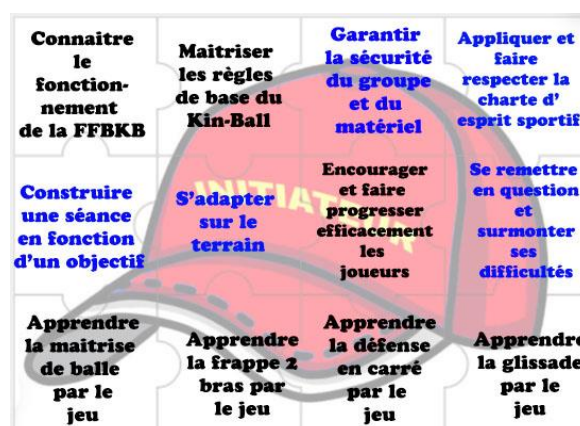 Connaitre
le
fonction-
nement
de la FFBKB
Maitriser
les règles
de base du
Kin-Ball
Garantir
la sécurité
du groupe
et du
matériel
Appliquer et
faire
respecter la
charte d'
esprit sportif
Construire
une séance
en fonction
d'un objectif
S'adapter
sur le
terrain
Encourager
et faire
progresser
efficacement
les
joueurs
Se remettre
en question
et
surmonter
ses
difficultés
INITIATEUR
Apprendre
la maitrise
de balle
par le
jeu
Apprendre
la frappe 2
bras par
le jeu
Apprendre
la défense
en carré
par le
jeu
Apprendre
la glissade
par le
jeu